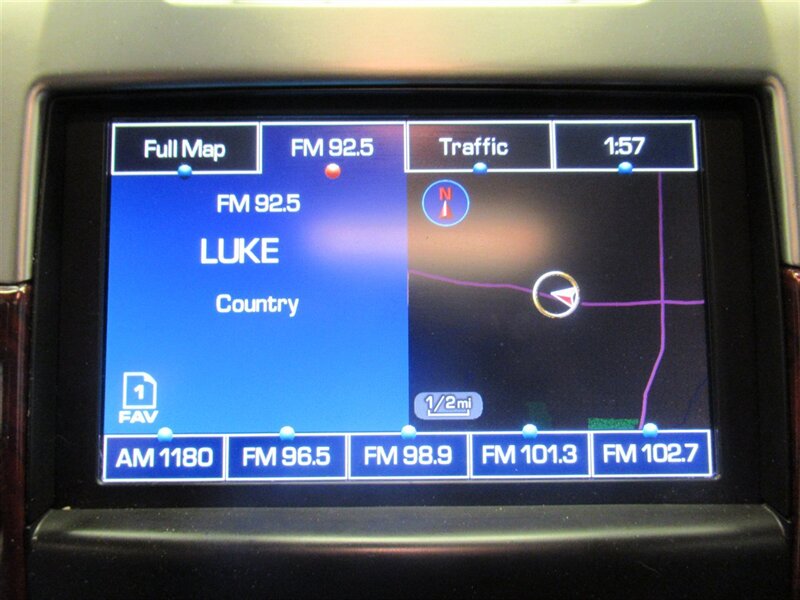 Full Map
FM 92.5
Traffic
1:57
FM 92.5
LUKE
Country
N
1
FAV
1/2mi
AM 1180
FM 96.5
FM 98.9
FM 101.3
FM 102.7